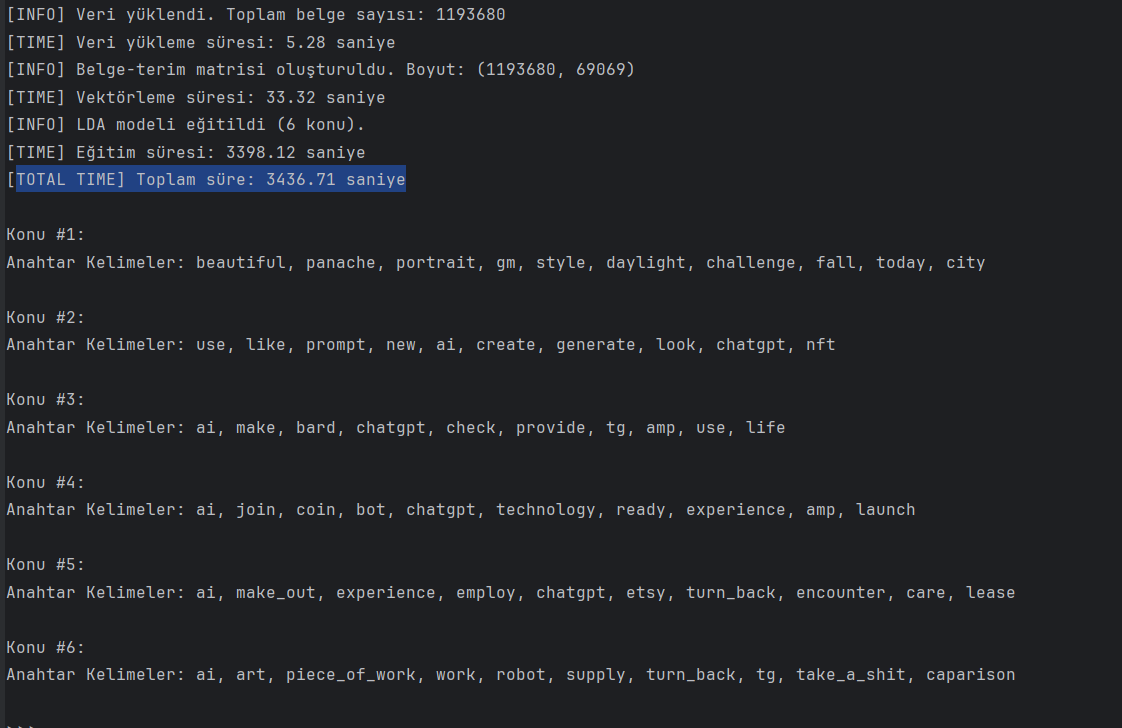 [INFO] Veri yüklendi. Toplam belge sayısı: 1193680
[TIME] Veri yükleme süresi: 5.28 saniye
[INFO] Belge-terim matrisi oluşturuldu. Boyut: (1193680, 69069)
[TIME] Vektörleme süresi: 33.32 saniye
[INFO] LDA modeli eğitildi (6 konu).
[TIME] Eğitim süresi: 3398.12 saniye
[TOTAL TIME] Toplam süre: 3436.71 saniye
Konu #1:
Anahtar Kelimeler: beautiful, panache, portrait, gm, style, daylight, challenge, fall, today, city
Konu #2:
Anahtar Kelimeler: use, like, prompt, new, ai, create, generate, look, chatgpt, nft
Konu #3:
Anahtar Kelimeler: ai, make, bard, chatgpt, check, provide, tg, amp, use, life
Konu #4:
Anahtar Kelimeler: ai, join, coin, bot, chatgpt, technology, ready, experience, amp, launch
Konu #5:
Anahtar Kelimeler: ai, make_out, experience, employ, chatgpt, etsy, turn_back, encounter, care, lease
Konu #6:
Anahtar Kelimeler: ai, art, piece_of_work, work, robot, supply, turn_back, tg, take_a_shit, caparison